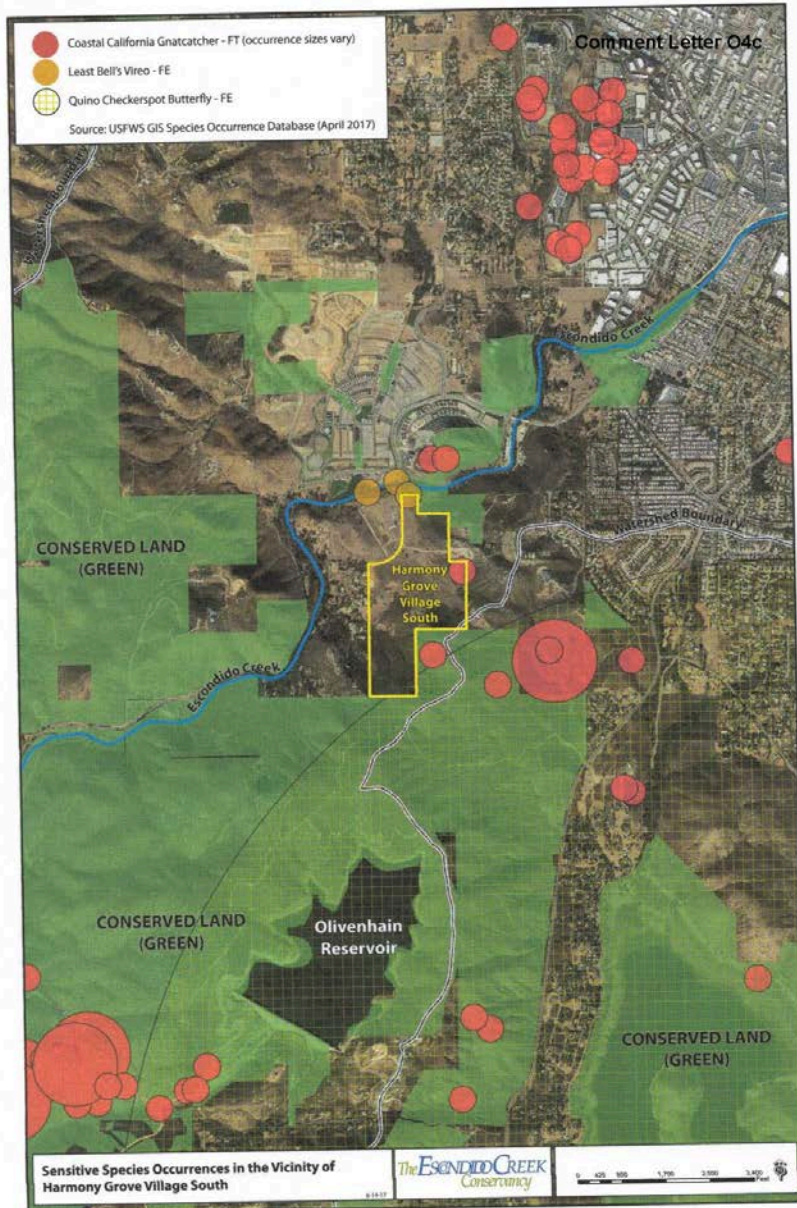 Coastal California Gnatcatcher - FT (occurrence sizes vary)
Least Bell's Vireo - FE
Quino Checkerspot Butterfly - FE
Source: USFWS GIS Species Occurrence Database (April 2017)
Comment Letter O4c
Watershed Boundary
Escondido Creek
Watershed Boundary
CONSERVED LAND
(GREEN)
Harmony
Grove
Village
South
Escondido Creek
CONSERVED LAND
(GREEN)
Olivenhain
Reservoir
CONSERVED LAND
(GREEN)
Sensitive Species Occurrences in the Vicinity of
Harmony Grove Village South
The ESCONDIDO CREEK
Conservancy
0
Feet